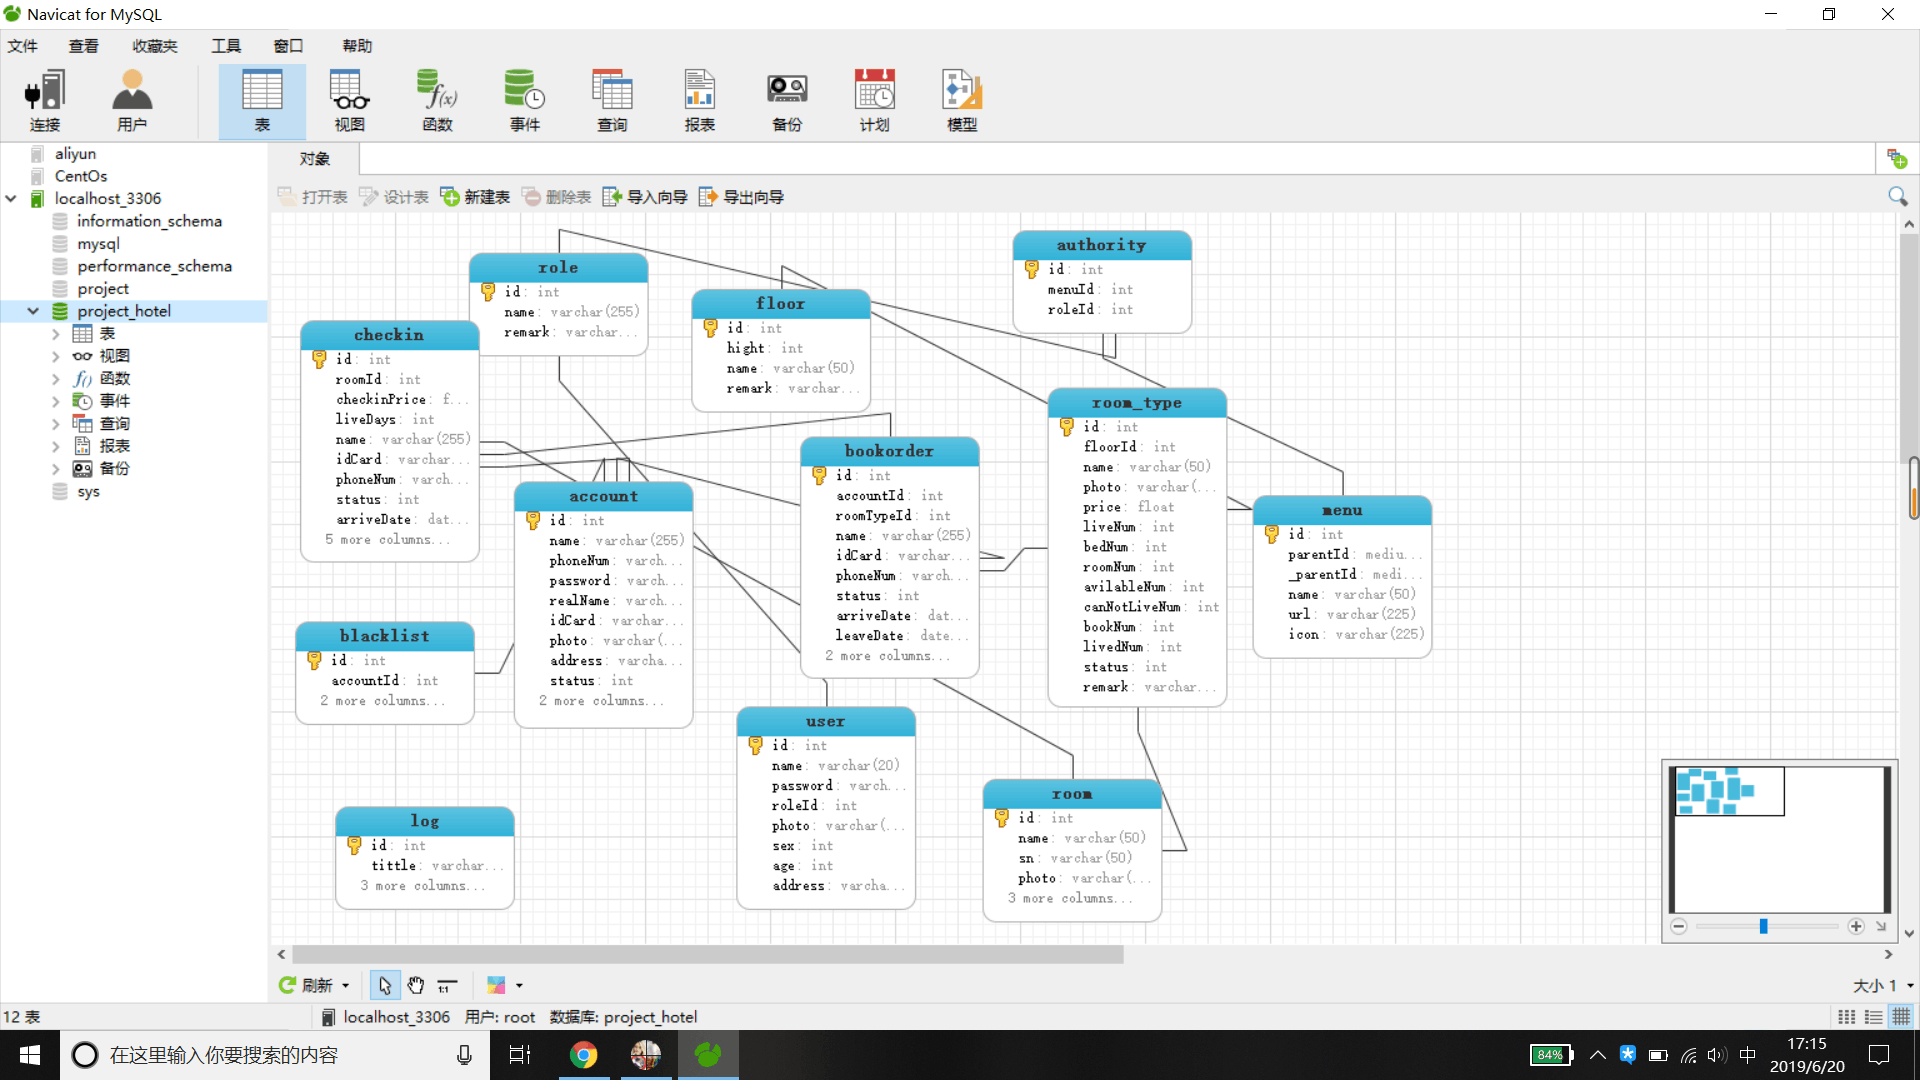 Navicat for MySQL
文件 查看 收藏夹 工具 窗口 帮助
连接 用户 表 视图 f(x) 函数 事件 查询 报表 备份 计划 模型
对象
打开表 设计表 新建表 删除表 导入向导 导出向导
aliyun
CentOs
localhost_3306
information_schema
mysql
performance_schema
project
project_hotel
表
视图
f() 函数
事件
查询
报表
备份
sys
role
id: int
name: varchar(255)
remark: varchar...
floor
id: int
hight: int
name: varchar(50)
remark: varchar...
authority
id: int
menuId: int
roleId: int
checkin
id: int
roomId: int
checkinPrice: f...
liveDays: int
name: varchar(255)
idCard: varchar...
phoneNum: varch...
status: int
arriveDate: dat...
5 more columns...
account
id: int
name: varchar(255)
phoneNum: varch...
password: varch...
realName: varch...
idCard: varchar...
photo: varchar(...
address: varcha...
status: int
2 more columns...
bookorder
id: int
accountId: int
roomTypeId: int
name: varchar(255)
idCard: varchar...
phoneNum: varch...
status: int
arriveDate: dat...
leaveDate: date...
2 more columns...
room_type
id: int
floorId: int
name: varchar(50)
photo: varchar(...
price: float
liveNum: int
bedNum: int
roomNum: int
avilableNum: int
canNotLiveNum: int
bookNum: int
livedNum: int
status: int
remark: varchar...
menu
id: int
parentId: mediu...
_parentId: medi...
name: varchar(50)
url: varchar(225)
icon: varchar(225)
blacklist
id: int
accountId: int
2 more columns...
user
id: int
name: varchar(20)
password: varch...
roleId: int
photo: varchar(...
sex: int
age: int
address: varcha...
room
id: int
name: varchar(50)
sn: varchar(50)
photo: varchar(...
3 more columns...
log
id: int
tittle: varchar...
3 more columns...
刷新 1:1 大小 1
12 表 localhost_3306 用户: root 数据库: project_hotel
在这里输入你要搜索的内容
84% 中
17:15
2019/6/20